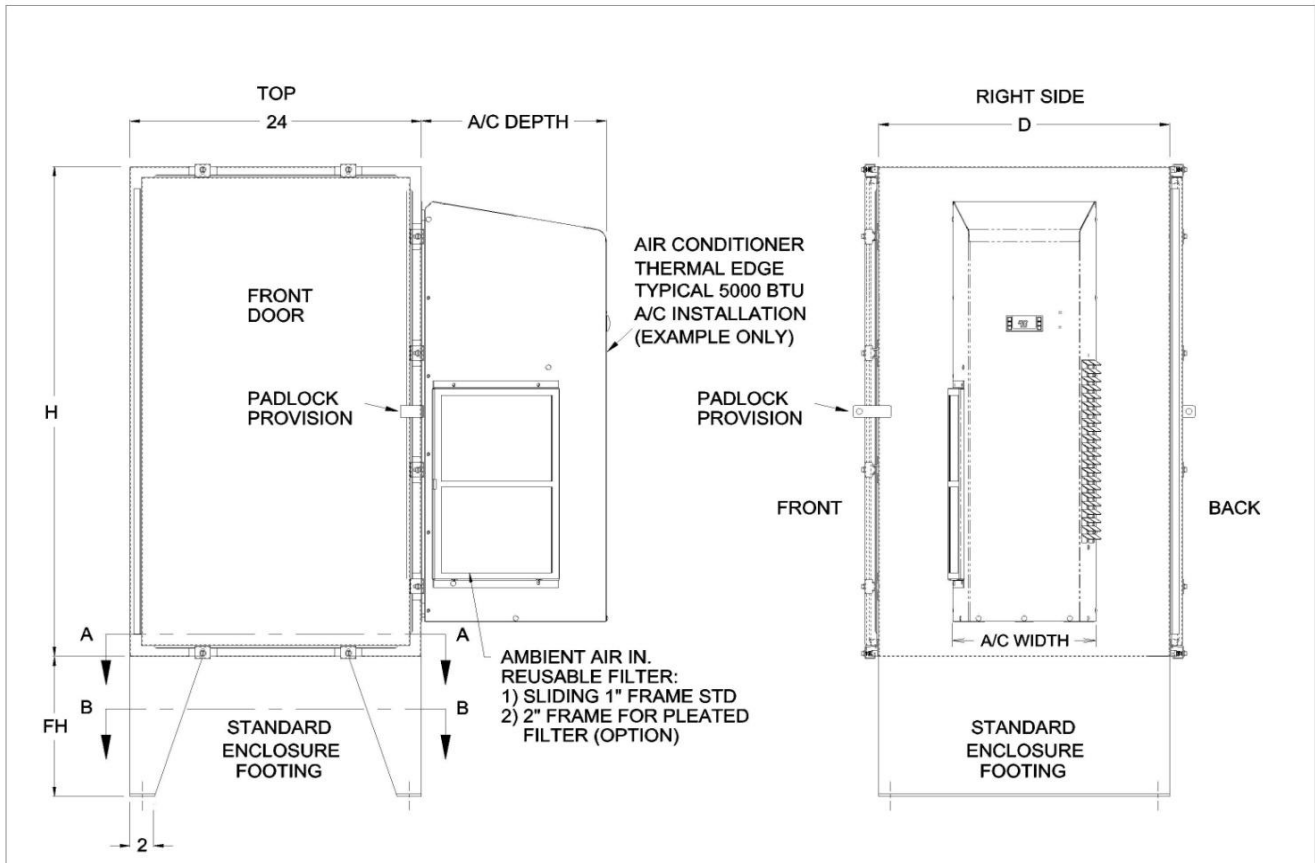 TOP
24
A/C DEPTH
H
FRONT
DOOR
PADLOCK
PROVISION
AIR CONDITIONER
THERMAL EDGE
TYPICAL 5000 BTU
A/C INSTALLATION
(EXAMPLE ONLY)
A
A
B
B
FH
AMBIENT AIR IN.
REUSABLE FILTER:
1) SLIDING 1" FRAME STD
2) 2" FRAME FOR PLEATED
FILTER (OPTION)
STANDARD
ENCLOSURE
FOOTING
2
RIGHT SIDE
D
PADLOCK
PROVISION
FRONT
BACK
A/C WIDTH
STANDARD
ENCLOSURE
FOOTING